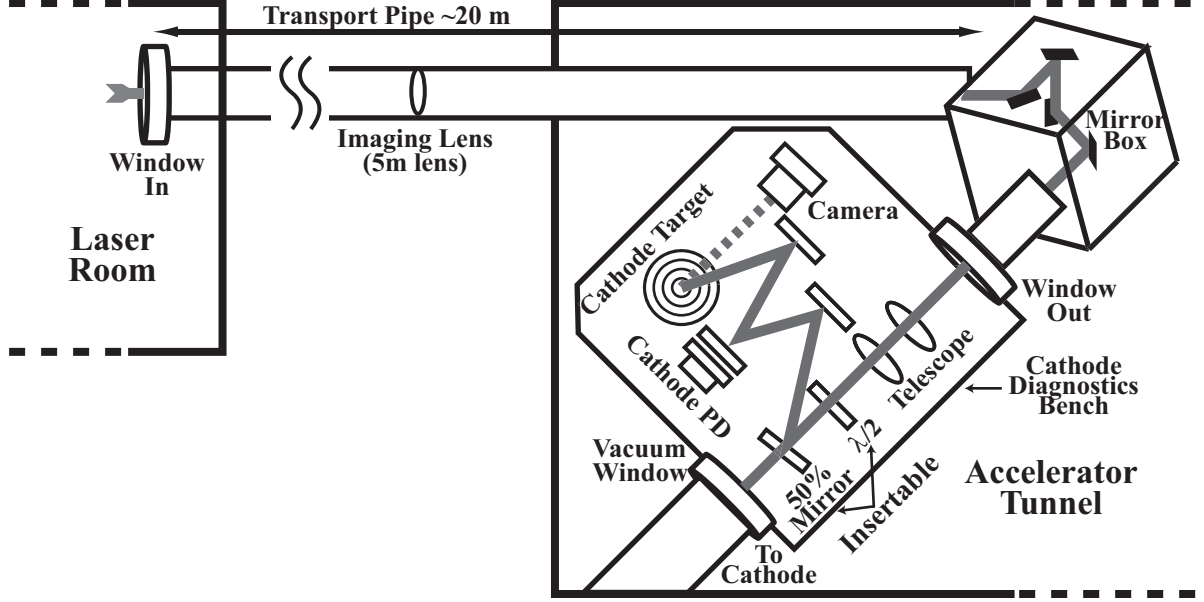 Transport Pipe ~20 m
Imaging Lens
(5m lens)
Window
In
Laser
Room
Mirror
Box
Camera
Cathode Target
Window
Out
Cathode PD
Telescope
Cathode
Diagnostics
Bench
λ/2
Vacuum
Window
50%
Mirror
Insertable
Accelerator
Tunnel
To
Cathode